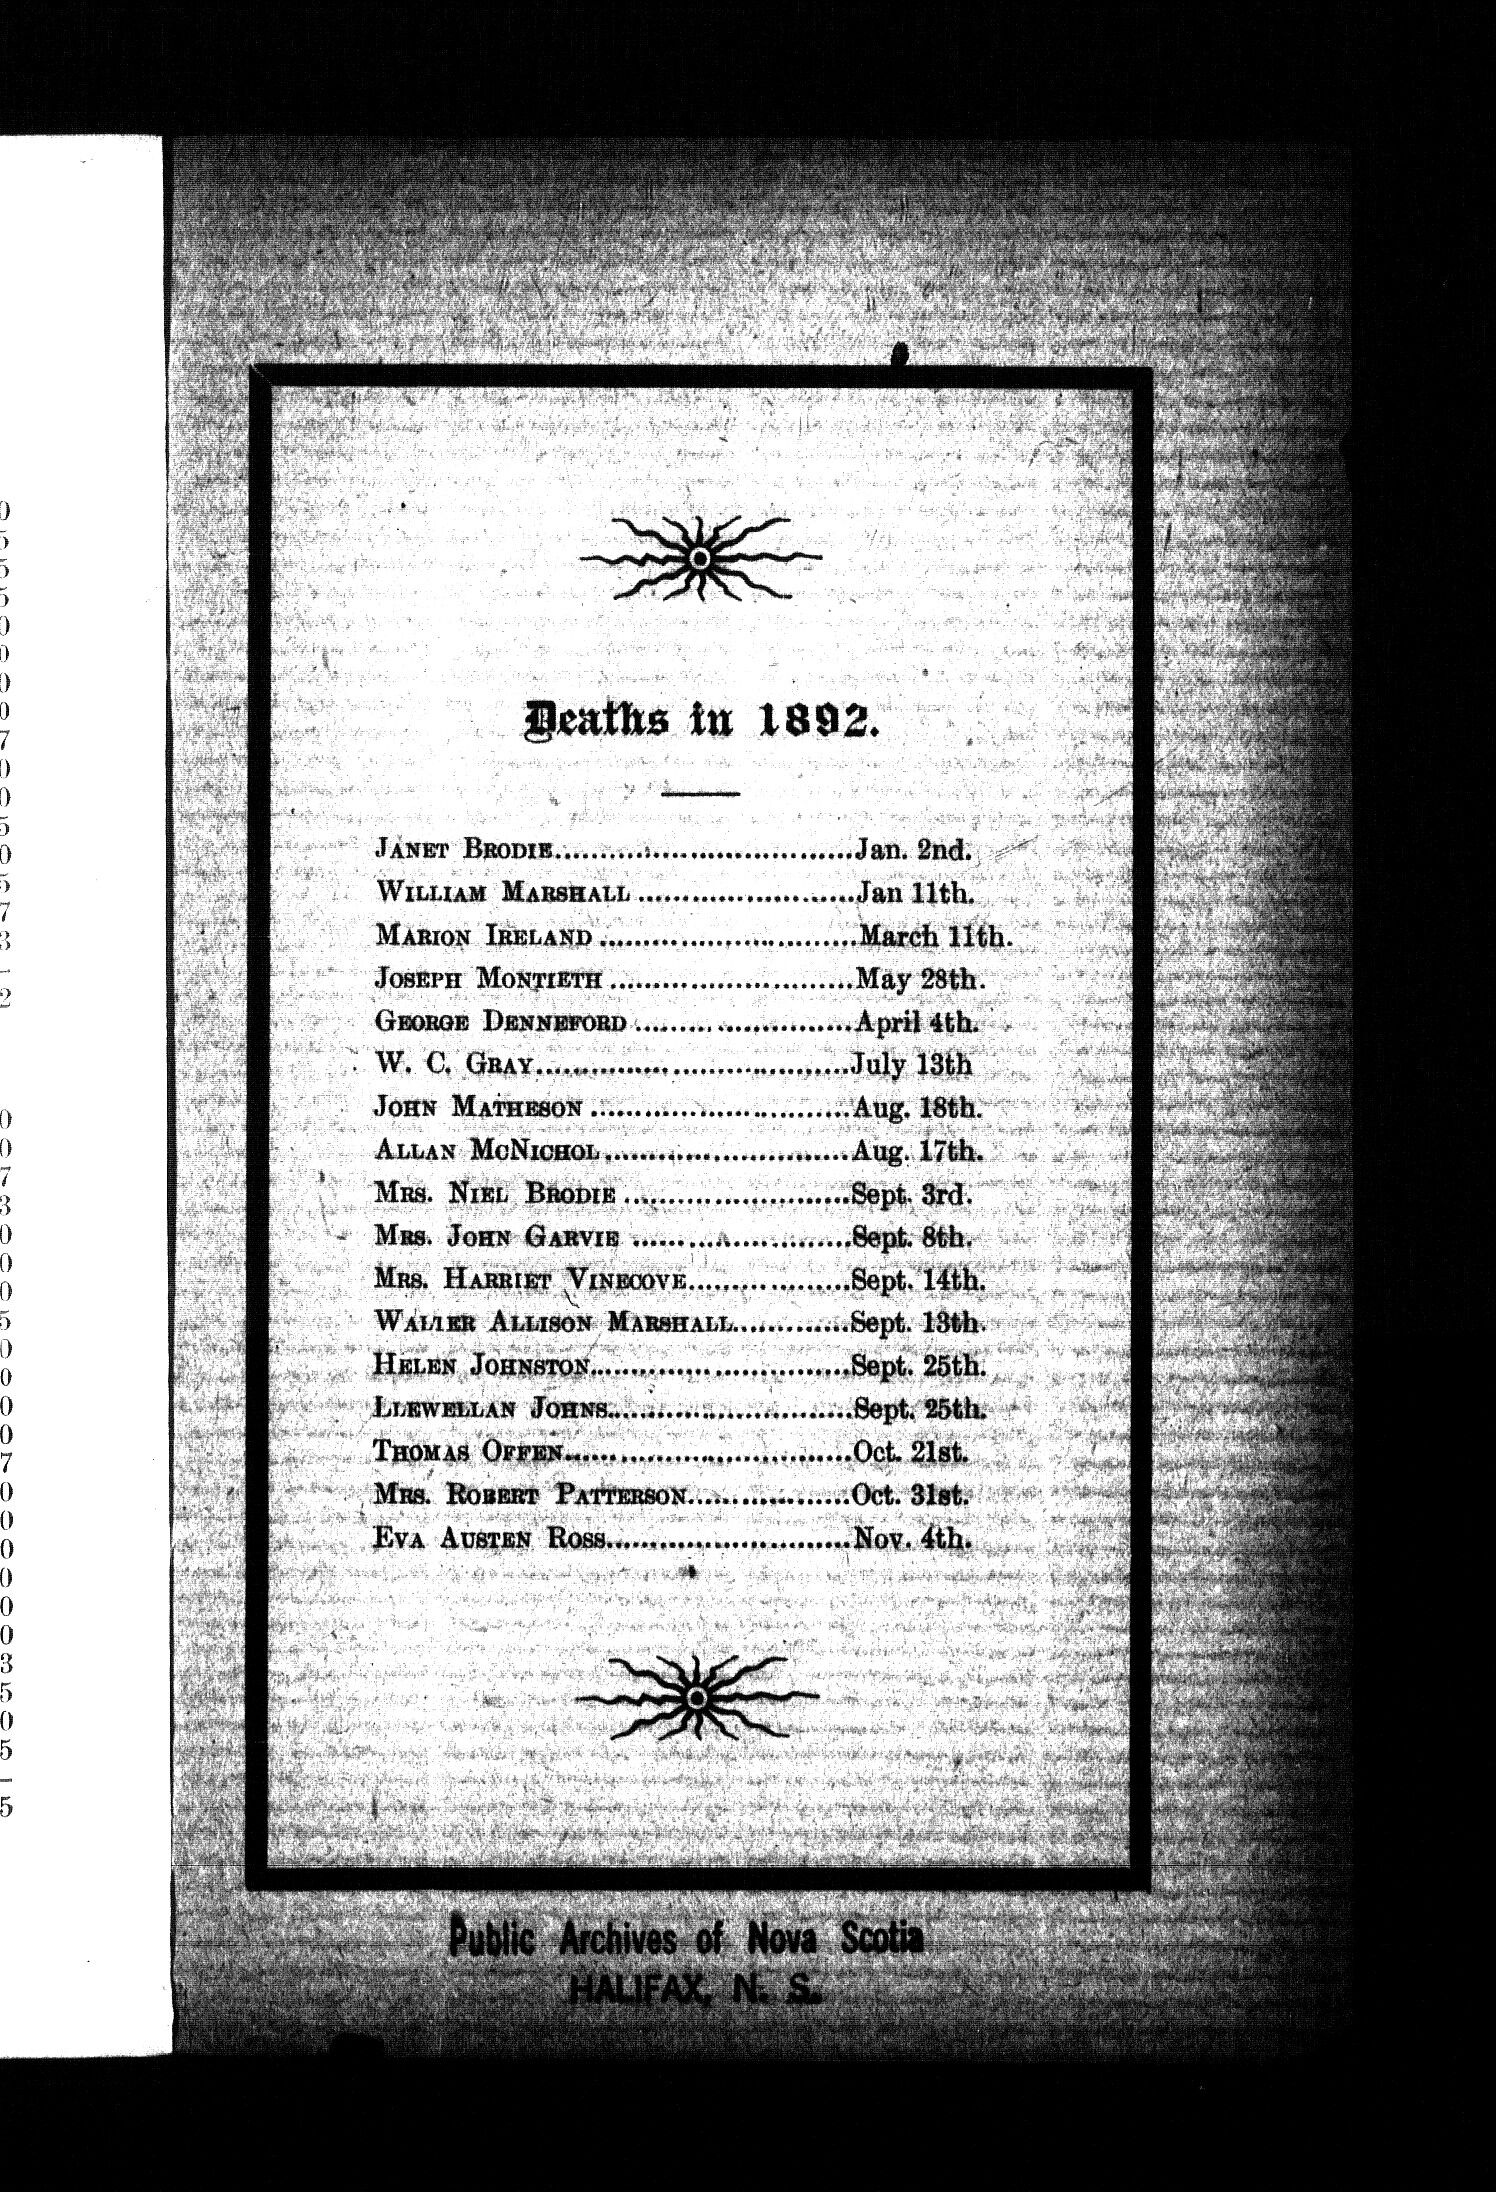 Deaths in 1892.
JANET BRODIE.................................Jan. 2nd.
WILLIAM MARSHALL ........................Jan 11th.
MARION IRELAND ............................March 11th.
JOSEPH MONTIETH ...........................May 28th.
GEORGE DENNEFORD ........................April 4th.
W. C. GRAY...................................July 13th
JOHN MATHESON .............................Aug. 18th.
ALLAN MCNICHOL...........................Aug. 17th.
MRS. NIEL BRODIE .........................Sept. 3rd.
MRS. JOHN GARVIE ........................Sept. 8th.
MRS. HARRIET VINECOVE..................Sept. 14th.
WALTER ALLISON MARSHALL.............Sept. 13th.
HELEN JOHNSTON.............................Sept. 25th.
LLEWELLAN JOHNS...........................Sept. 25th.
THOMAS OFFEN................................Oct. 21st.
MRS. ROBERT PATTERSON..................Oct. 31st.
EVA AUSTEN ROSS...........................Nov. 4th.
Public Archives of Nova Scotia
HALIFAX, N. S.